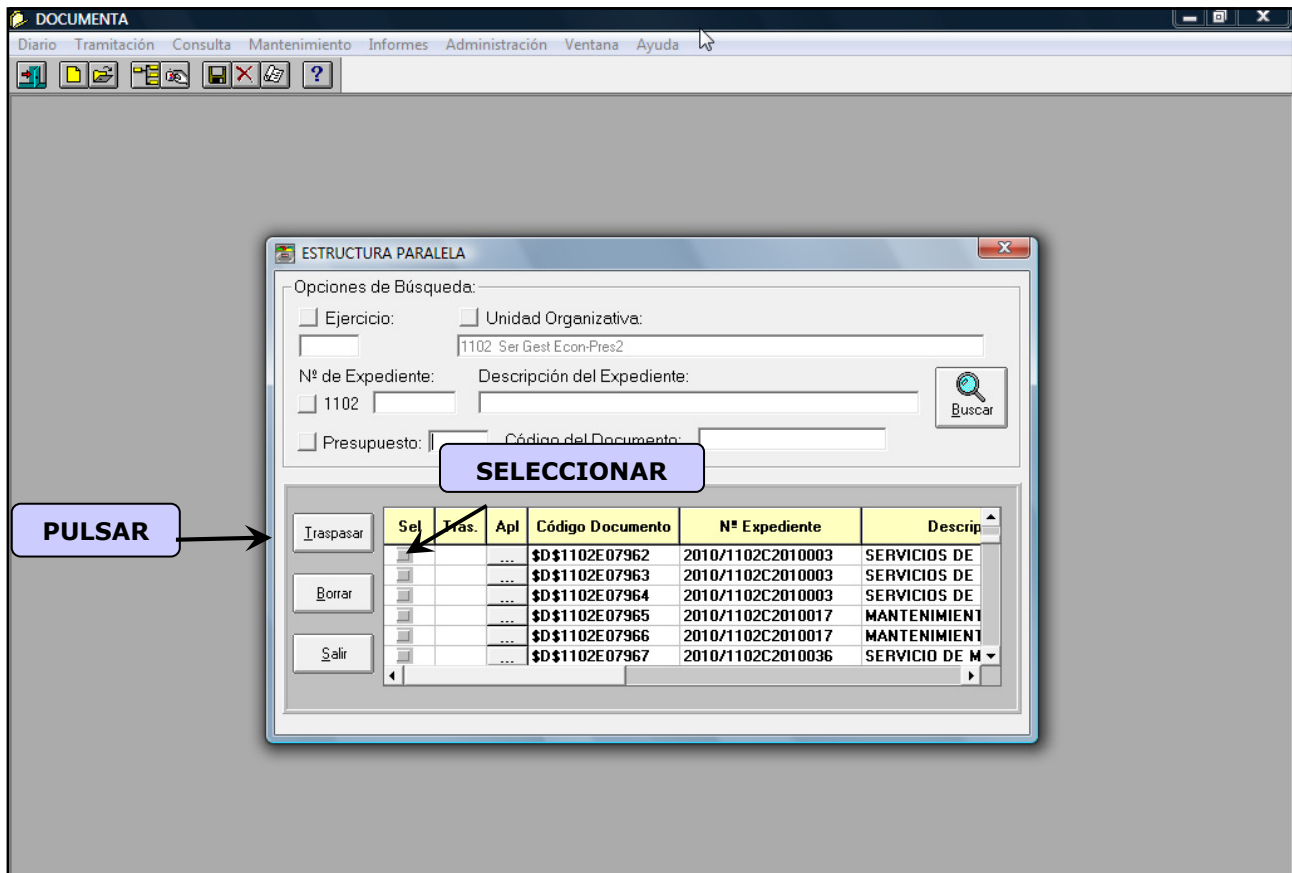 DOCUMENTA
Diario Tramitación Consulta Mantenimiento Informes Administración Ventana Ayuda
ESTRUCTURA PARALELA
Opciones de Búsqueda:
Ejercicio: Unidad Organizativa:
1102 Ser Gest Econ-Pres2
Nº de Expediente: Descripción del Expediente:
1102
Buscar
Presupuesto: Código del Documento:
SELECCIONAR
PULSAR
Traspasar
Borrar
Salir
Sel Tras. Apl Código Documento Nº Expediente Descrip
... $D$1102E07962 2010/1102C2010003 SERVICIOS DE
... $D$1102E07963 2010/1102C2010003 SERVICIOS DE
... $D$1102E07964 2010/1102C2010003 SERVICIOS DE
... $D$1102E07965 2010/1102C2010017 MANTENIMIENT
... $D$1102E07966 2010/1102C2010017 MANTENIMIENT
... $D$1102E07967 2010/1102C2010036 SERVICIO DE M